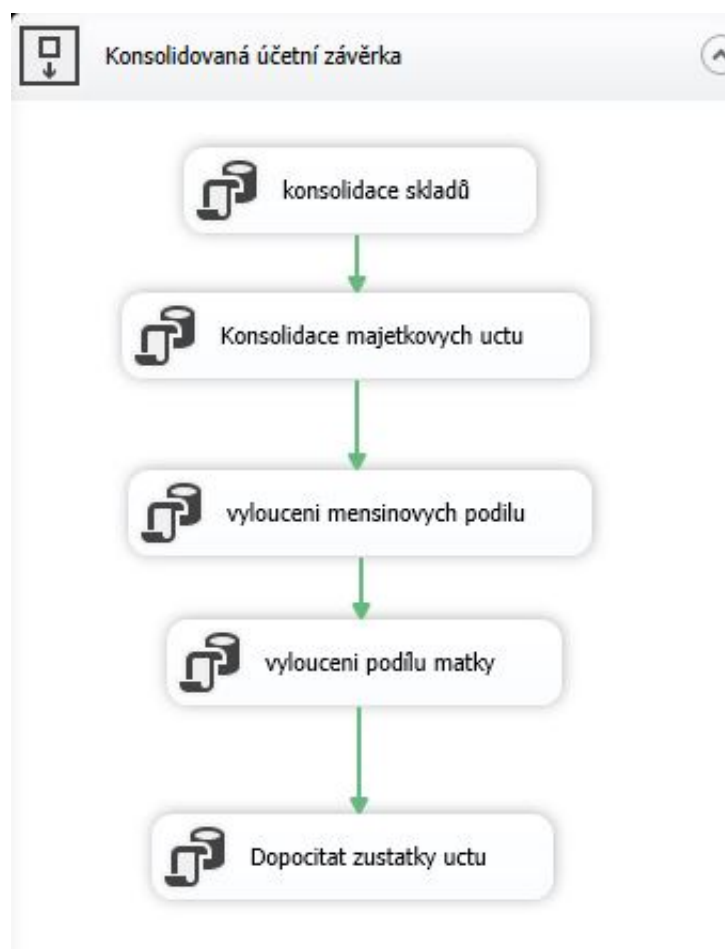 Konsolidovaná účetní závěrka
konsolidace skladů
Konsolidace majetkovych uctu
vylouceni mensinovych podilu
vylouceni podílu matky
Dopocitat zustatky uctu